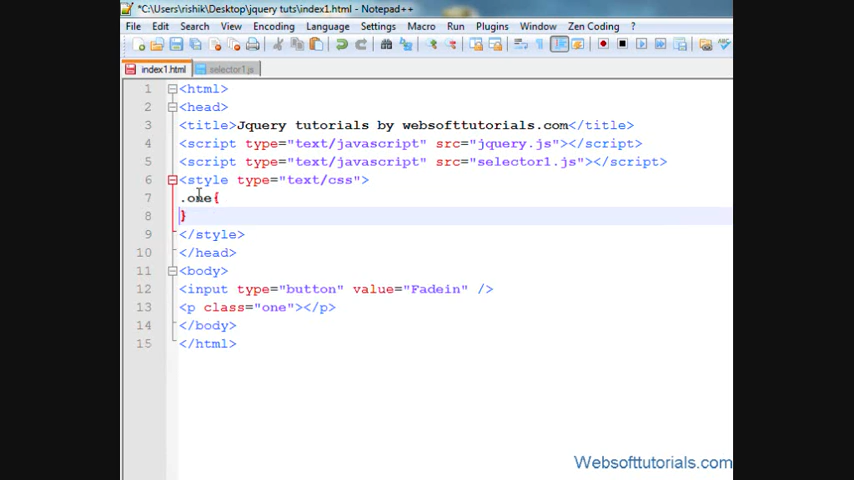 *C:\Users\rishik\Desktop\jquery tuts\index1.html - Notepad++
File Edit Search View Encoding Language Settings Macro Run Plugins Window Zen Coding ?
index1.html selector1.js
1 <html>
2 <head>
3 <title>Jquery tutorials by websofttutorials.com</title>
4 <script type="text/javascript" src="jquery.js"></script>
5 <script type="text/javascript" src="selector1.js"></script>
6 <style type="text/css">
7 .one{
8 }
9 </style>
10 </head>
11 <body>
12 <input type="button" value="Fadein" />
13 <p class="one"></p>
14 </body>
15 </html>
Websofttutorials.com